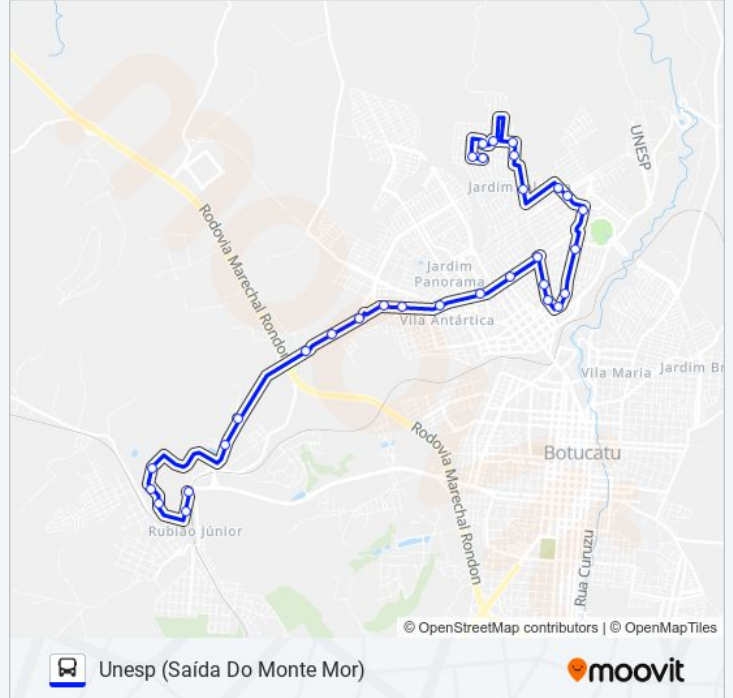 UNESP
Jardim
Rodovia Marechal Rondon
Jardim
Panorama
Vila Antártica
Vila Maria
Jardim Br
Rodovia Marechal Rondon
Botucatu
Rubião Júnior
Rua Curuzu
© OpenStreetMap contributors | © OpenMapTiles
Unesp (Saída Do Monte Mor)
moovit